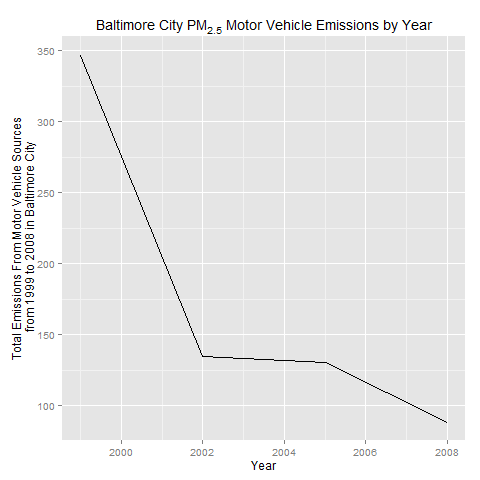 Baltimore City PM2.5 Motor Vehicle Emissions by Year
Total Emissions From Motor Vehicle Sources
from 1999 to 2008 in Baltimore City
350
300
250
200
150
100
2000
2002
2004
2006
2008
Year